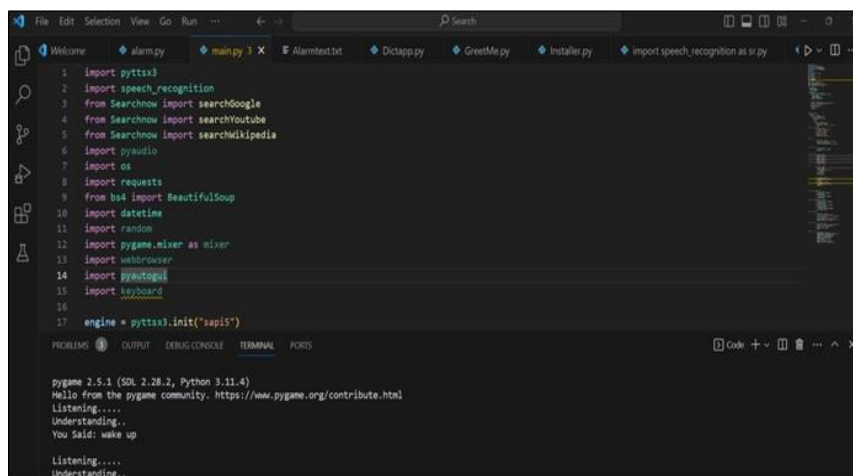 File Edit Selection View Go Run ... Search
Welcome alarm.py main.py 3 Alarmtext.txt Dictapp.py GreetMe.py Installer.py import speech_recognition as sr.py
1 import pyttsx3
2 import speech_recognition
3 from Searchnow import searchGoogle
4 from Searchnow import searchYoutube
5 from Searchnow import searchWikipedia
6 import pyaudio
7 import os
8 import requests
9 from bs4 import BeautifulSoup
10 import datetime
11 import random
12 import pygame.mixer as mixer
13 import webbrowser
14 import pyautogui
15 import keyboard
16
17 engine = pyttsx3.init("sapi5")
PROBLEMS 3 OUTPUT DEBUG CONSOLE TERMINAL PORTS Code
pygame 2.5.1 (SDL 2.28.2, Python 3.11.4)
Hello from the pygame community. https://www.pygame.org/contribute.html
Listening.....
Understanding..
You Said: wake up
Listening.....
Understanding..